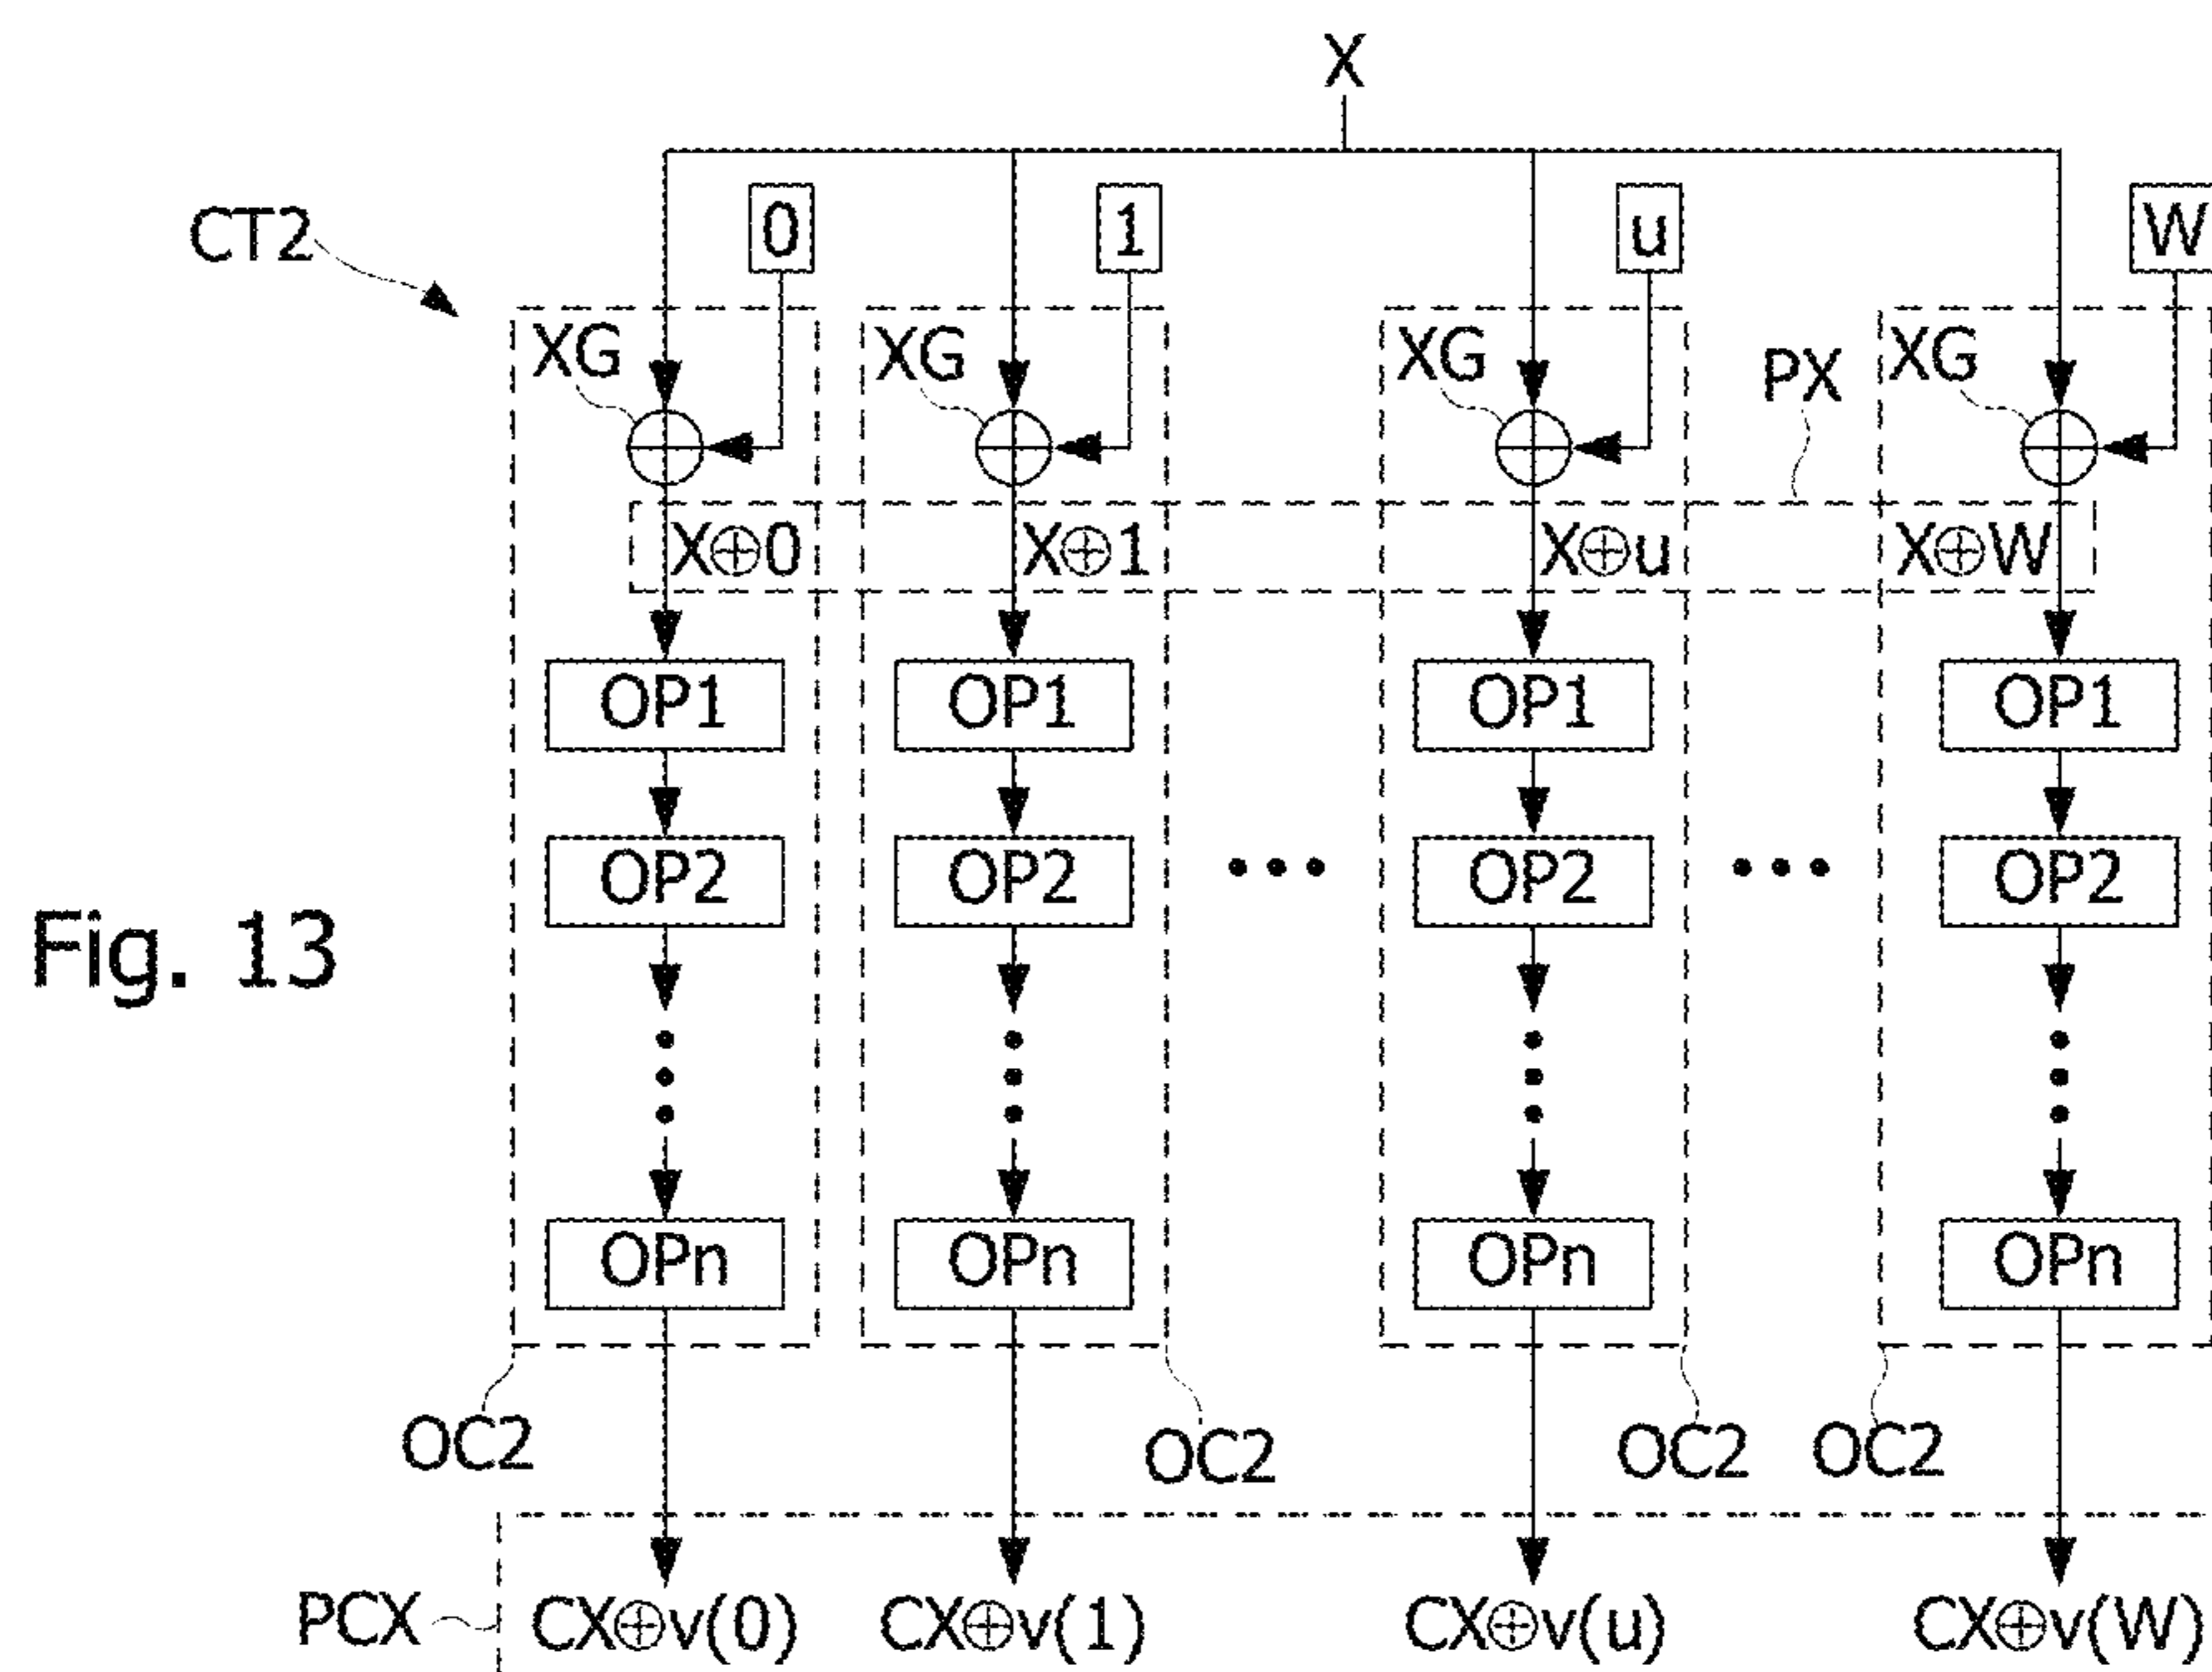 X
CT2
0 1 u W
XG XG XG PX XG
X⊕0 X⊕1 X⊕u X⊕W
OP1 OP1 OP1 OP1
OP2 OP2 ••• OP2 ••• OP2
Fig. 13
OPn OPn OPn OPn
OC2 OC2 OC2 OC2
PCX CX⊕v(0) CX⊕v(1) CX⊕v(u) CX⊕v(W)